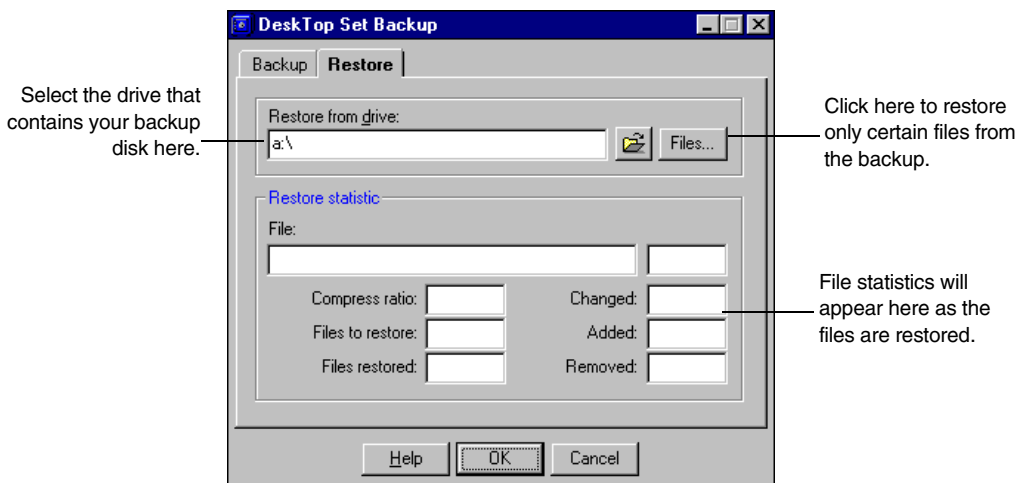 DeskTop Set Backup
Backup
Restore
Select the drive that
contains your backup
disk here.
Restore from drive:
a:\
Files...
Click here to restore
only certain files from
the backup.
Restore statistic
File:
Compress ratio:
Changed:
Files to restore:
Added:
Files restored:
Removed:
File statistics will
appear here as the
files are restored.
Help
OK
Cancel